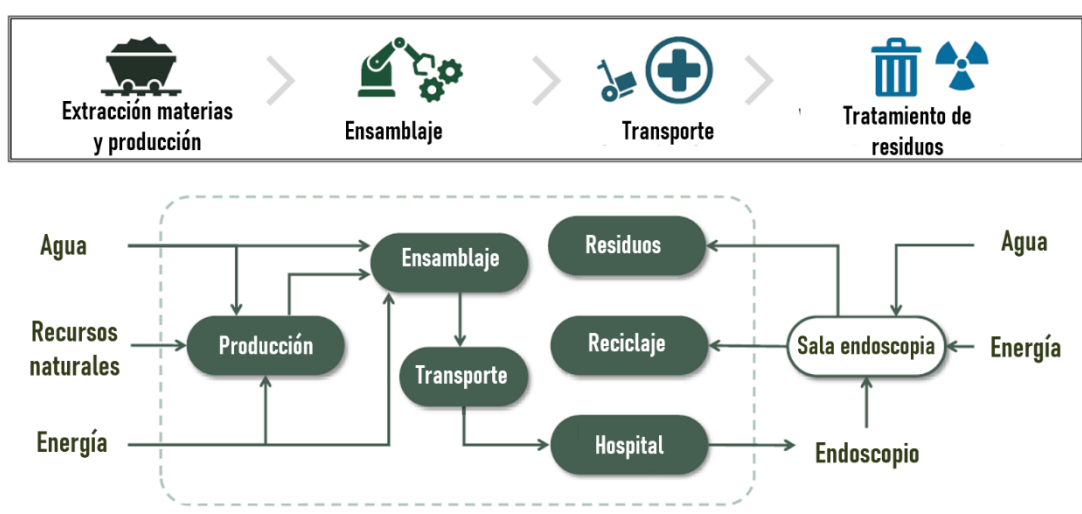 Extracción materias
y producción
Ensamblaje
Transporte
Tratamiento de
residuos
Agua
Ensamblaje
Residuos
Agua
Recursos
naturales
Producción
Transporte
Reciclaje
Sala endoscopia
Energía
Energía
Hospital
Endoscopio